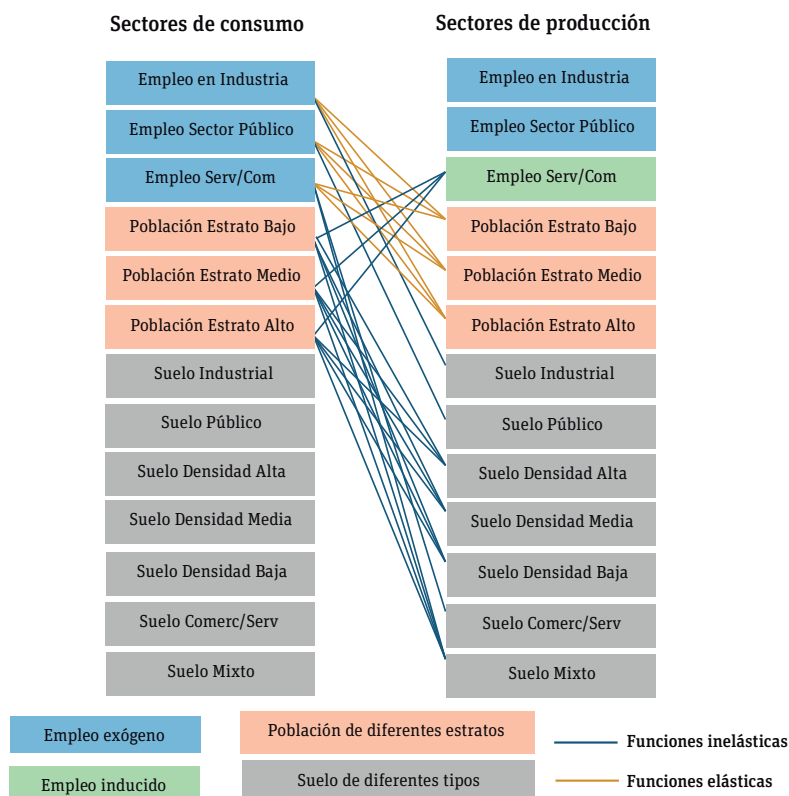 Sectores de consumo
Sectores de producción
Empleo en Industria
Empleo Sector Público
Empleo Serv/Com
Población Estrato Bajo
Población Estrato Medio
Población Estrato Alto
Suelo Industrial
Suelo Público
Suelo Densidad Alta
Suelo Densidad Media
Suelo Densidad Baja
Suelo Comerc/Serv
Suelo Mixto
Empleo en Industria
Empleo Sector Público
Empleo Serv/Com
Población Estrato Bajo
Población Estrato Medio
Población Estrato Alto
Suelo Industrial
Suelo Público
Suelo Densidad Alta
Suelo Densidad Media
Suelo Densidad Baja
Suelo Comerc/Serv
Suelo Mixto
Empleo exógeno
Empleo inducido
Población de diferentes estratos
Suelo de diferentes tipos
Funciones inelásticas
Funciones elásticas